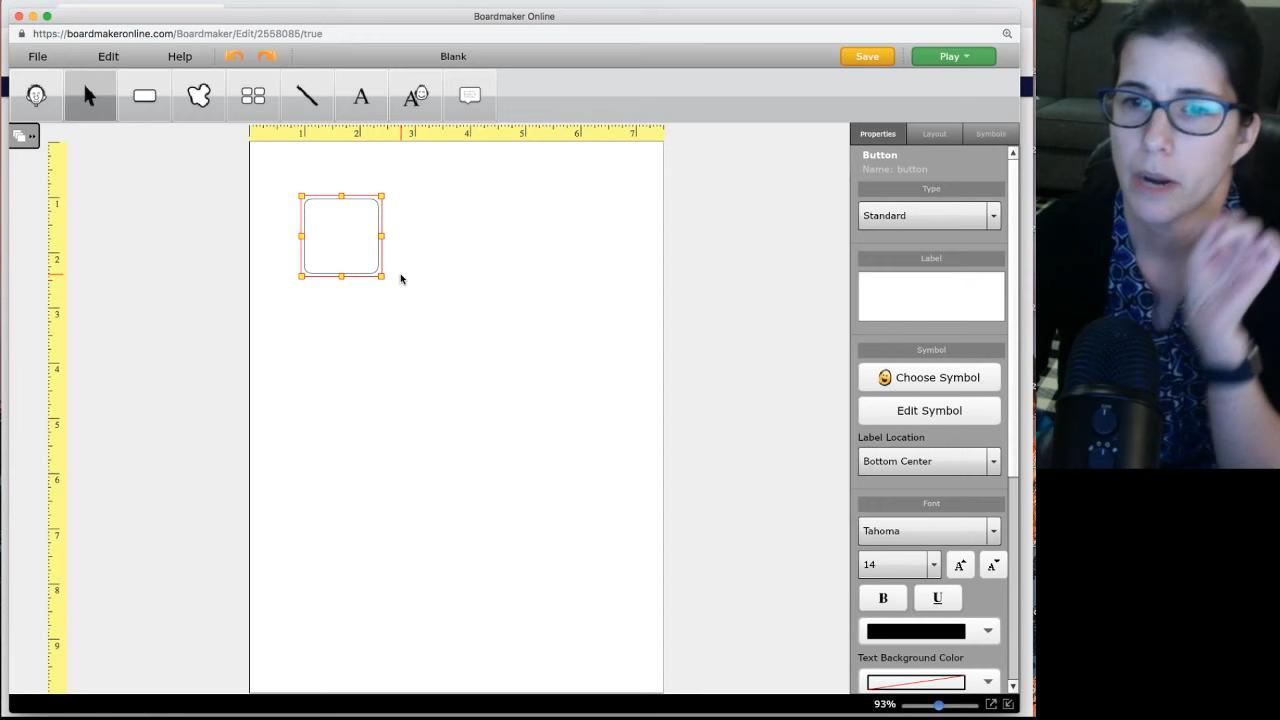 Boardmaker Online
https://boardmakeronline.com/Boardmaker/Edit/2558085/true
File Edit Help Blank Save Play
A A
1 2 3 4 5 6 7
1
2
3
4
5
6
7
8
9
Properties Layout Symbols
Button
Name: button
Type
Standard
Label
Symbol
Choose Symbol
Edit Symbol
Label Location
Bottom Center
Font
Tahoma
14 A A
B U
Text Background Color
93%